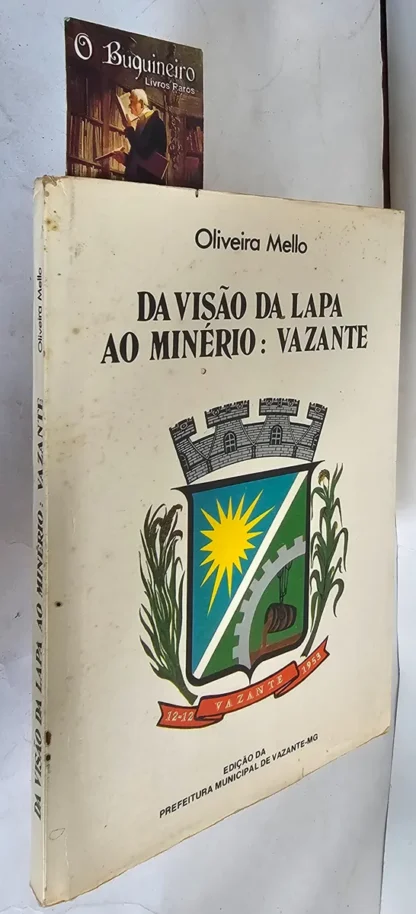 O Buquineiro
Livros Raros
Oliveira Mello
DA VISÃO DA LAPA
AO MINÉRIO: VAZANTE
12-12 VAZANTE 1953
EDIÇÃO DA
PREFEITURA MUNICIPAL DE VAZANTE-MG
Oliveira Mello
DA VISÃO DA LAPA AO MINÉRIO: VAZANTE